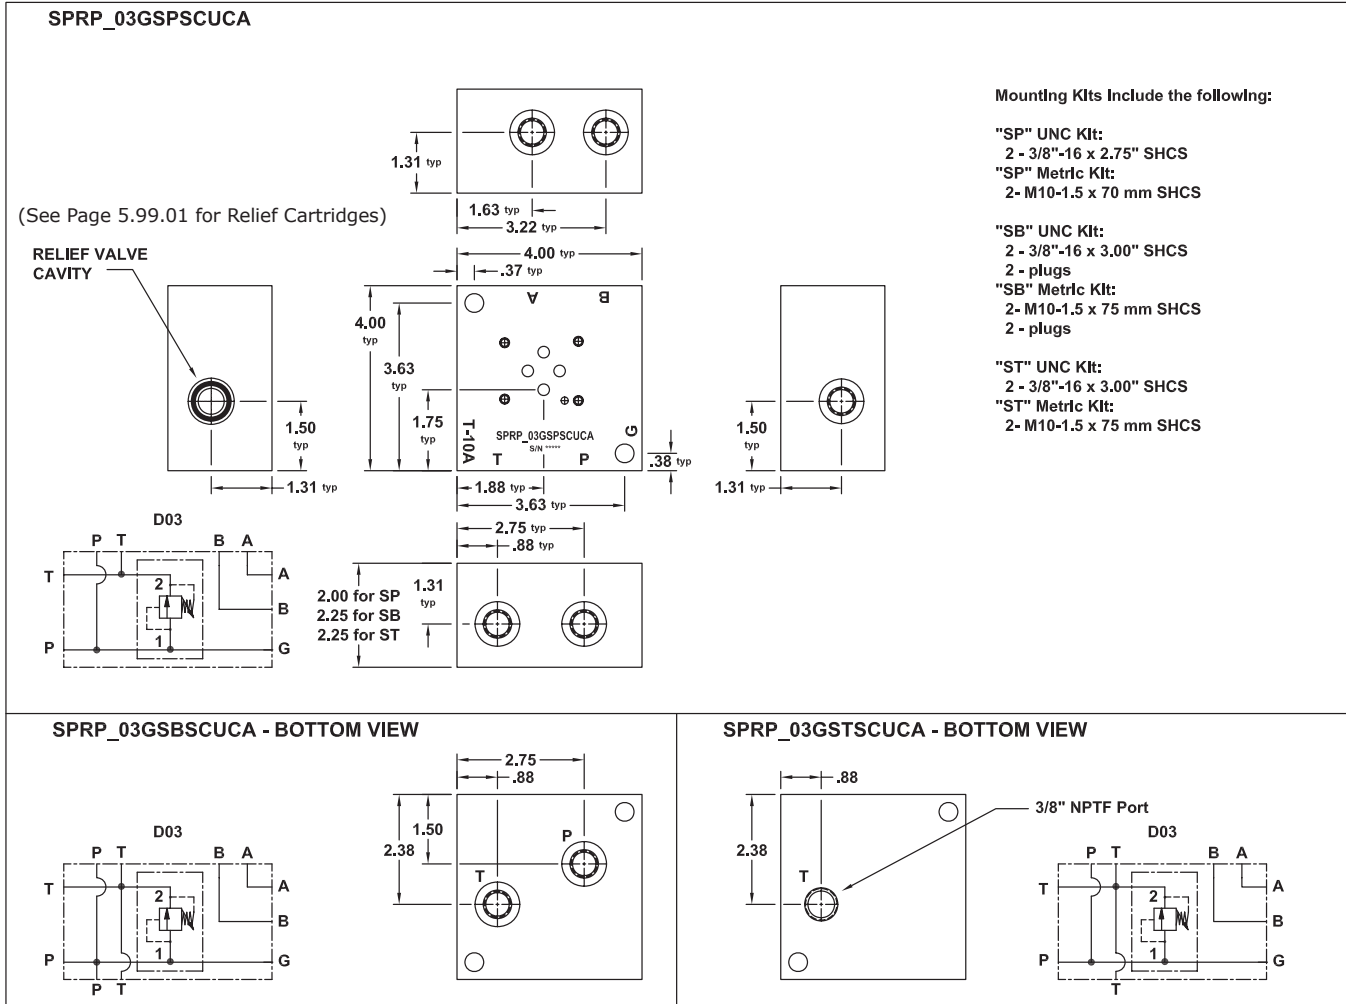 SPRP_03GSPSCUCA
Mounting Kits Include the following:
"SP" UNC Kit:
2 - 3/8"-16 x 2.75" SHCS
"SP" Metric Kit:
2- M10-1.5 x 70 mm SHCS
"SB" UNC Kit:
2 - 3/8"-16 x 3.00" SHCS
2 - plugs
"SB" Metric Kit:
2- M10-1.5 x 75 mm SHCS
2 - plugs
"ST" UNC Kit:
2 - 3/8"-16 x 3.00" SHCS
"ST" Metric Kit:
2- M10-1.5 x 75 mm SHCS
1.31 typ
1.63 typ
3.22 typ
(See Page 5.99.01 for Relief Cartridges)
RELIEF VALVE
CAVITY
4.00 typ
.37 typ
A
B
4.00
typ
3.63
typ
1.75
typ
T-10A
SPRP_03GSPSCUCA
S/N *****
T
P
G
.38 typ
1.50
typ
1.31 typ
1.50
typ
1.31 typ
1.88 typ
3.63 typ
2.75 typ
.88 typ
1.31
typ
2.00 for SP
2.25 for SB
2.25 for ST
D03
P T B A
T
2
A
B
P
1
G
SPRP_03GSBSCUCA - BOTTOM VIEW
2.75
.88
1.50
2.38
P
T
D03
P T B A
T
2
A
B
P
1
G
P T
SPRP_03GSTSCUCA - BOTTOM VIEW
.88
3/8" NPTF Port
2.38
T
D03
P T B A
T
2
A
B
P
1
G
T